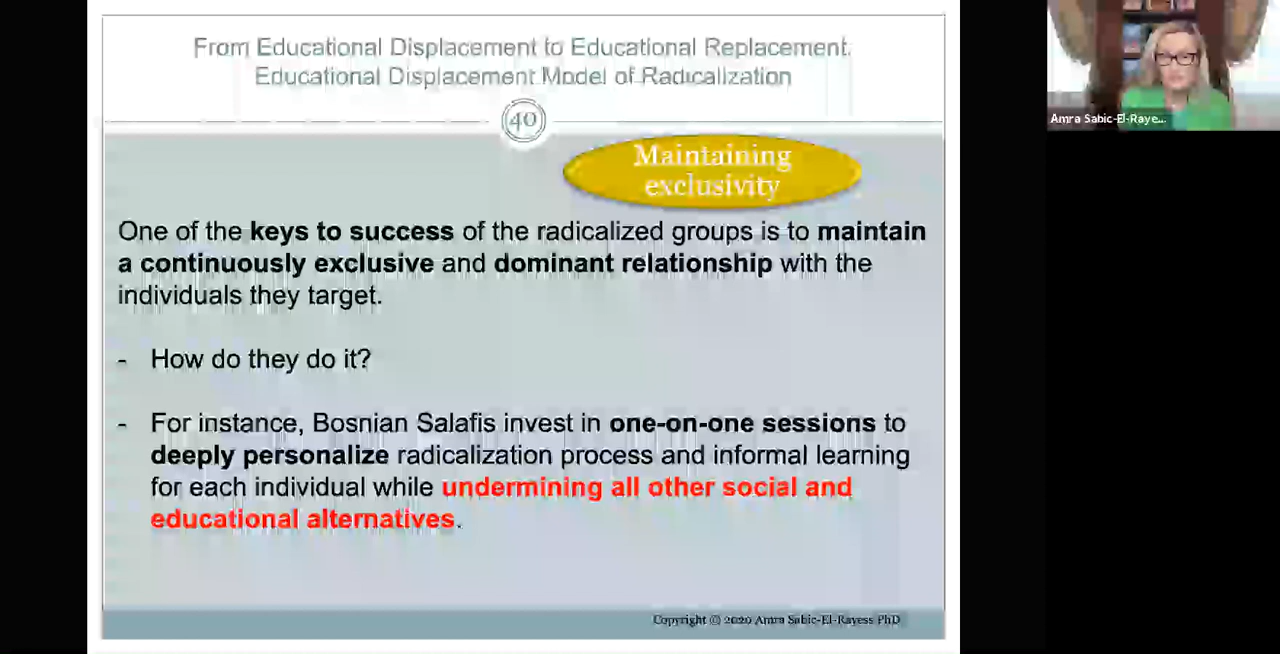 From Educational Displacement to Educational Replacement.
Educational Displacement Model of Radicalization
40
Maintaining
exclusivity
One of the keys to success of the radicalized groups is to maintain
a continuously exclusive and dominant relationship with the
individuals they target.
- How do they do it?
- For instance, Bosnian Salafis invest in one-on-one sessions to
deeply personalize radicalization process and informal learning
for each individual while undermining all other social and
educational alternatives.
Copyright © 2020 Amra Sabic-El-Rayess PhD
Amra Sabic-El-Raye...